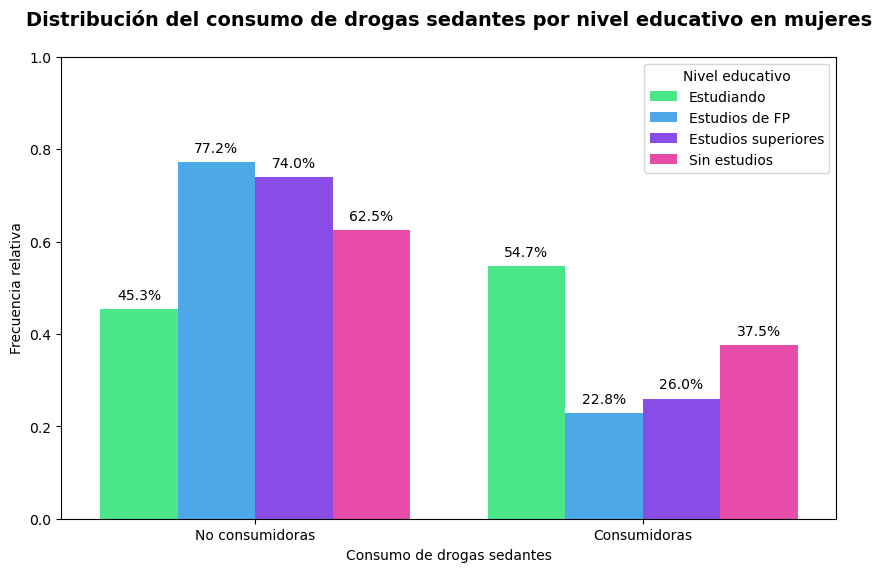 Distribución del consumo de drogas sedantes por nivel educativo en mujeres
1.0
0.8
0.6
0.4
0.2
0.0
Frecuencia relativa
Nivel educativo
Estudiando
Estudios de FP
Estudios superiores
Sin estudios
45.3%
77.2%
74.0%
62.5%
54.7%
22.8%
26.0%
37.5%
No consumidoras
Consumidoras
Consumo de drogas sedantes